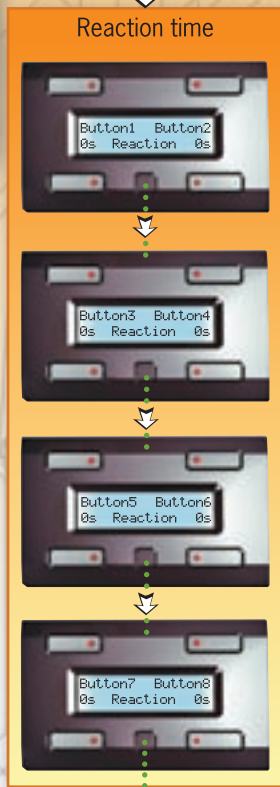 Reaction time
Button1 Button2
0s Reaction 0s
Button3 Button4
0s Reaction 0s
Button5 Button6
0s Reaction 0s
Button7 Button8
0s Reaction 0s